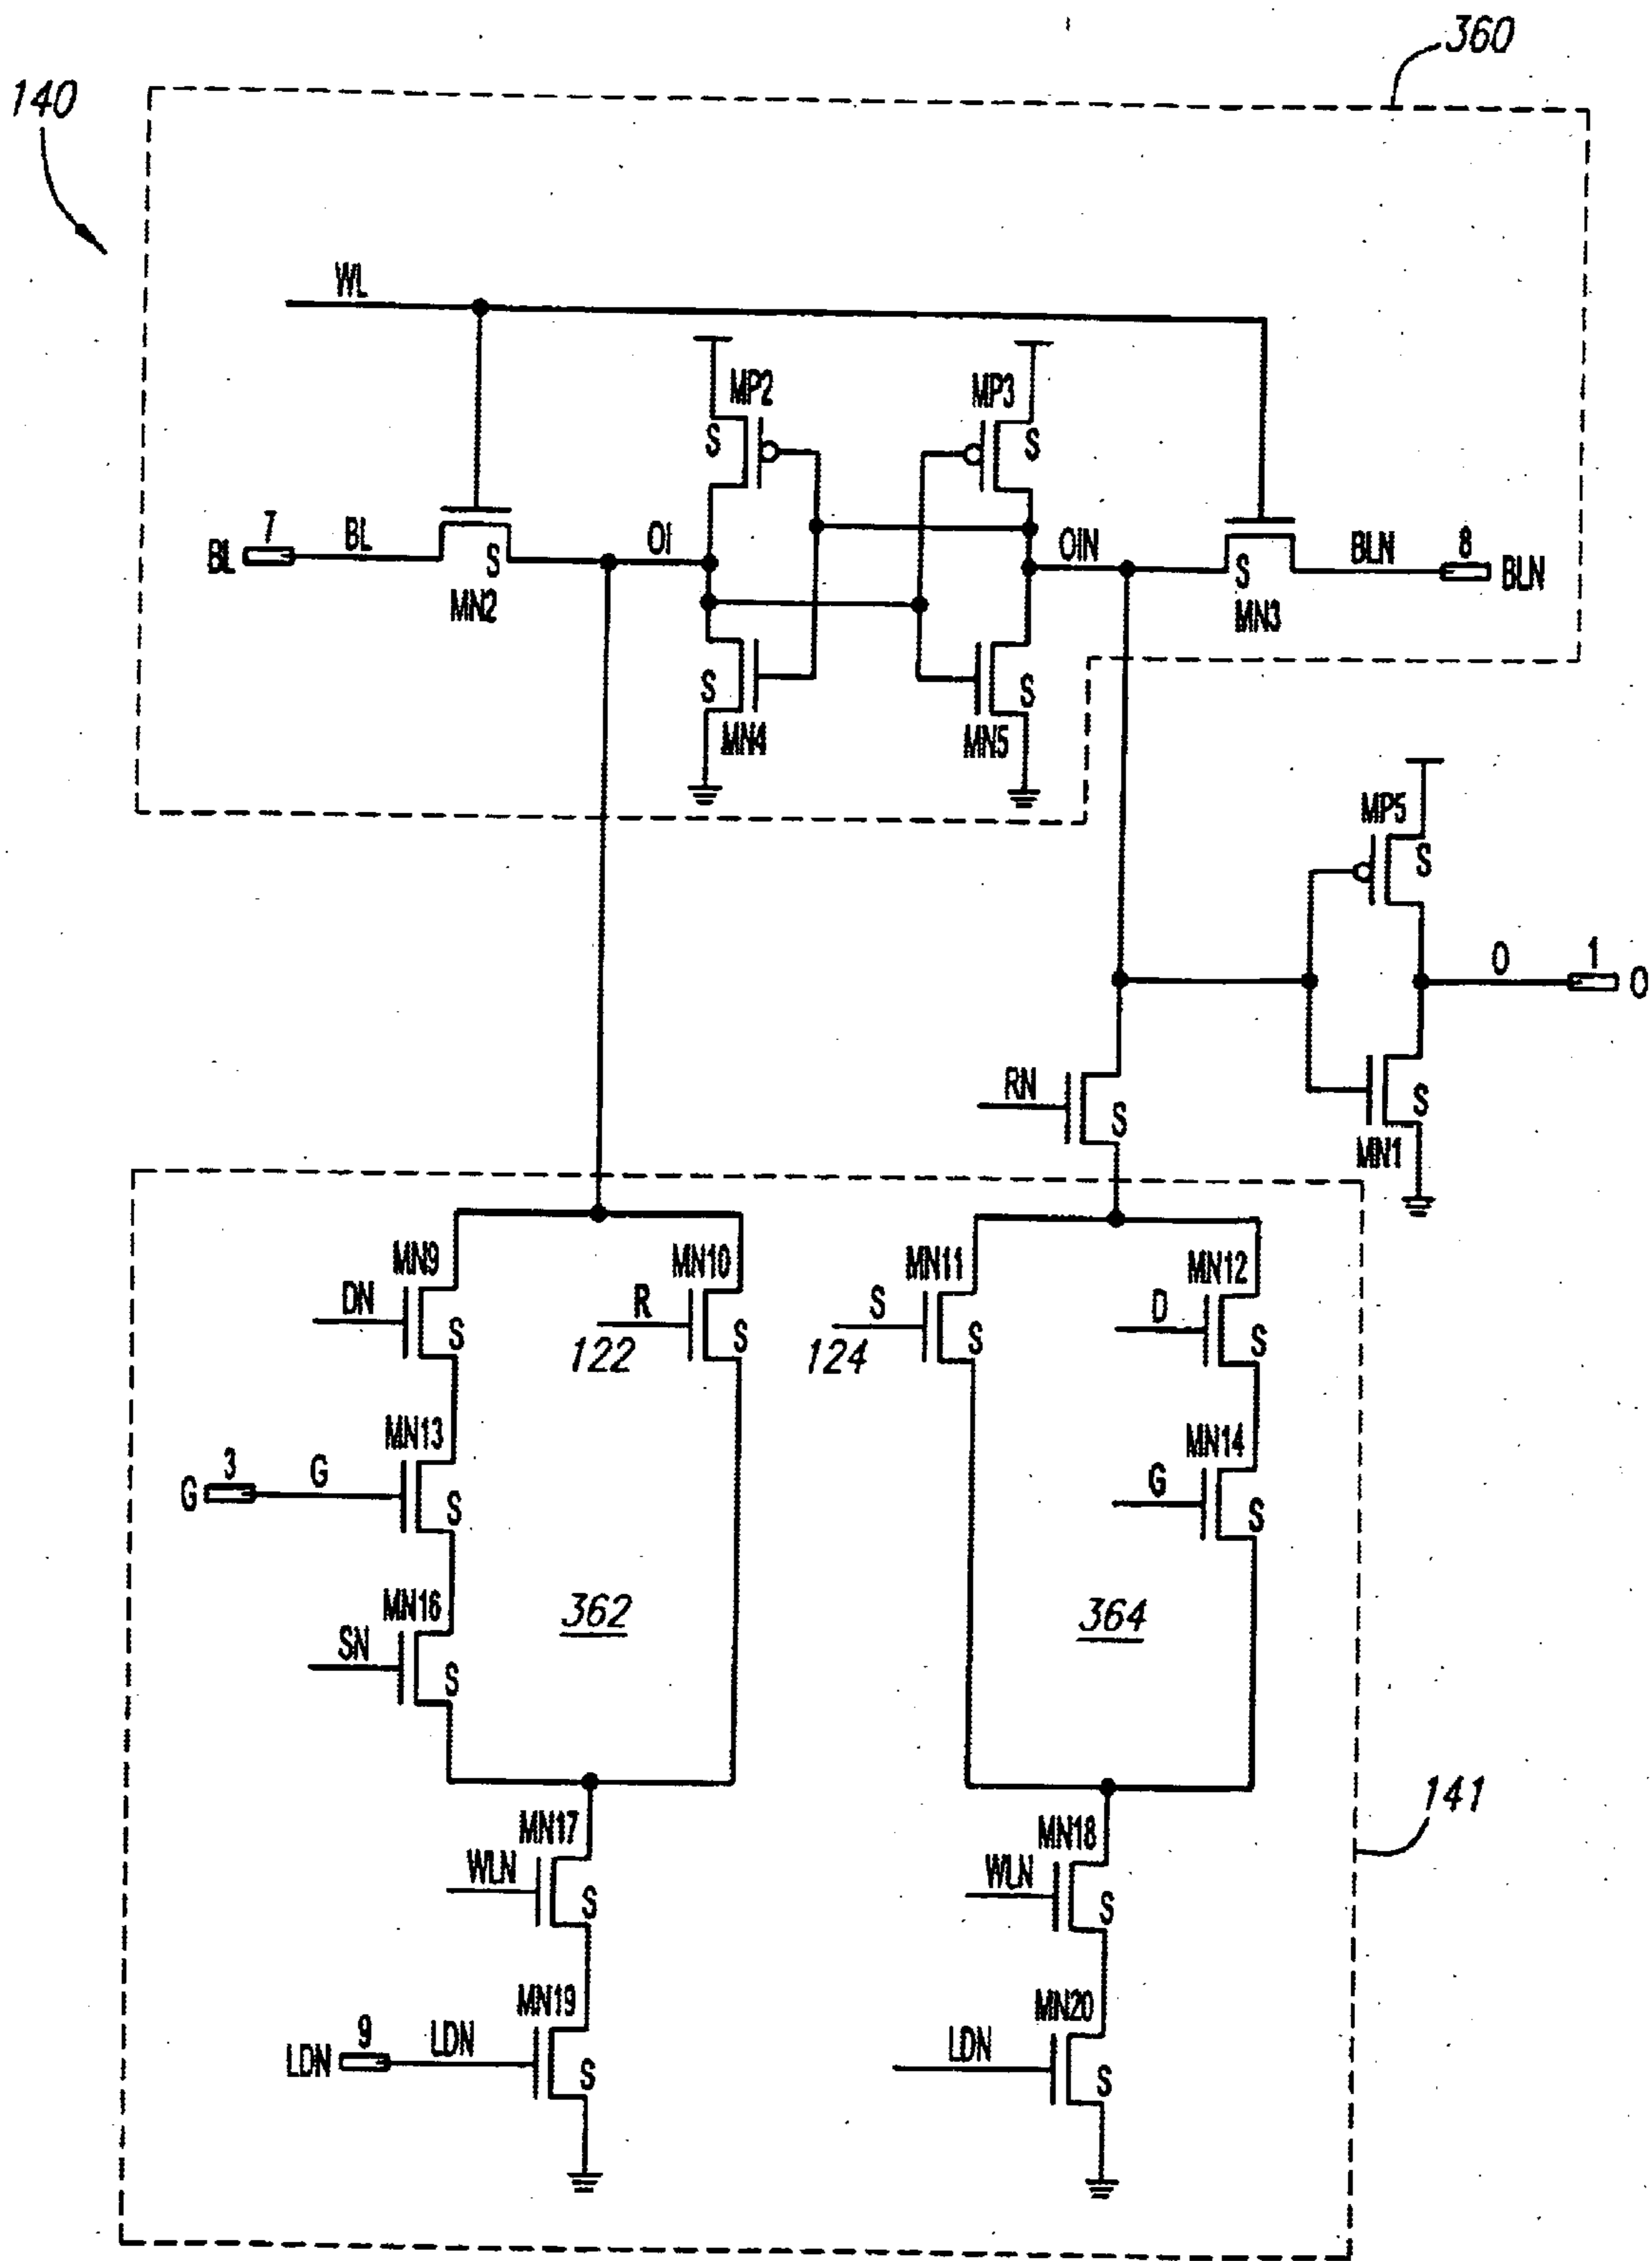 360
140
WL
MP2
MP3
S
S
7
BL
BL
S
MN2
OI
OIN
S
MN3
BLN
8
BLN
S
MN4
MN5
S
MP5
S
O
1
O
RN
S
S
MN1
MN9
DN
S
MN10
R
122
S
MN11
S
124
S
MN12
D
S
MN13
3
G
G
S
MN14
G
S
MN16
SN
S
362
364
141
MN17
WLN
S
MN18
WLN
S
MN19
9
LDN
LDN
S
MN20
LDN
S